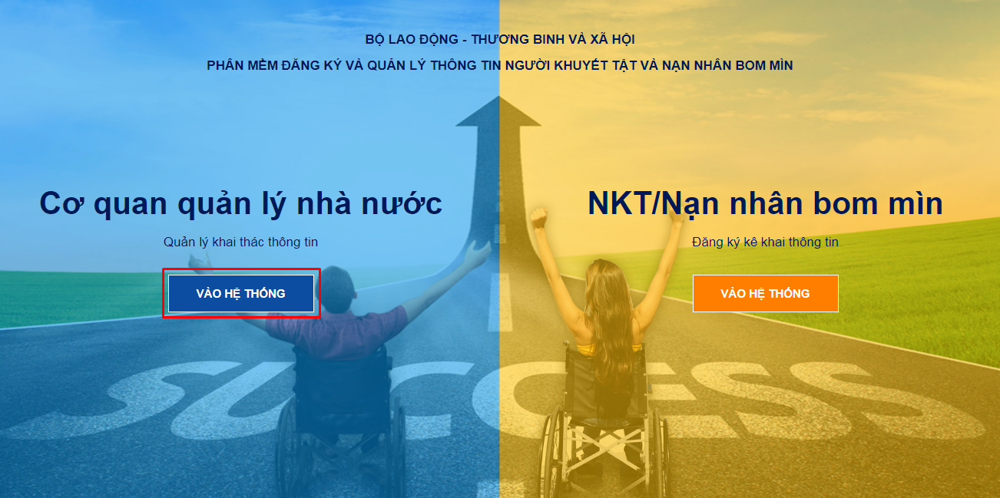 BỘ LAO ĐỘNG - THƯƠNG BINH VÀ XÃ HỘI
PHẦN MỀM ĐĂNG KÝ VÀ QUẢN LÝ THÔNG TIN NGƯỜI KHUYẾT TẬT VÀ NẠN NHÂN BOM MÌN
Cơ quan quản lý nhà nước
Quản lý khai thác thông tin
VÀO HỆ THỐNG
NKT/Nạn nhân bom mìn
Đăng ký kê khai thông tin
VÀO HỆ THỐNG
SUCCESS